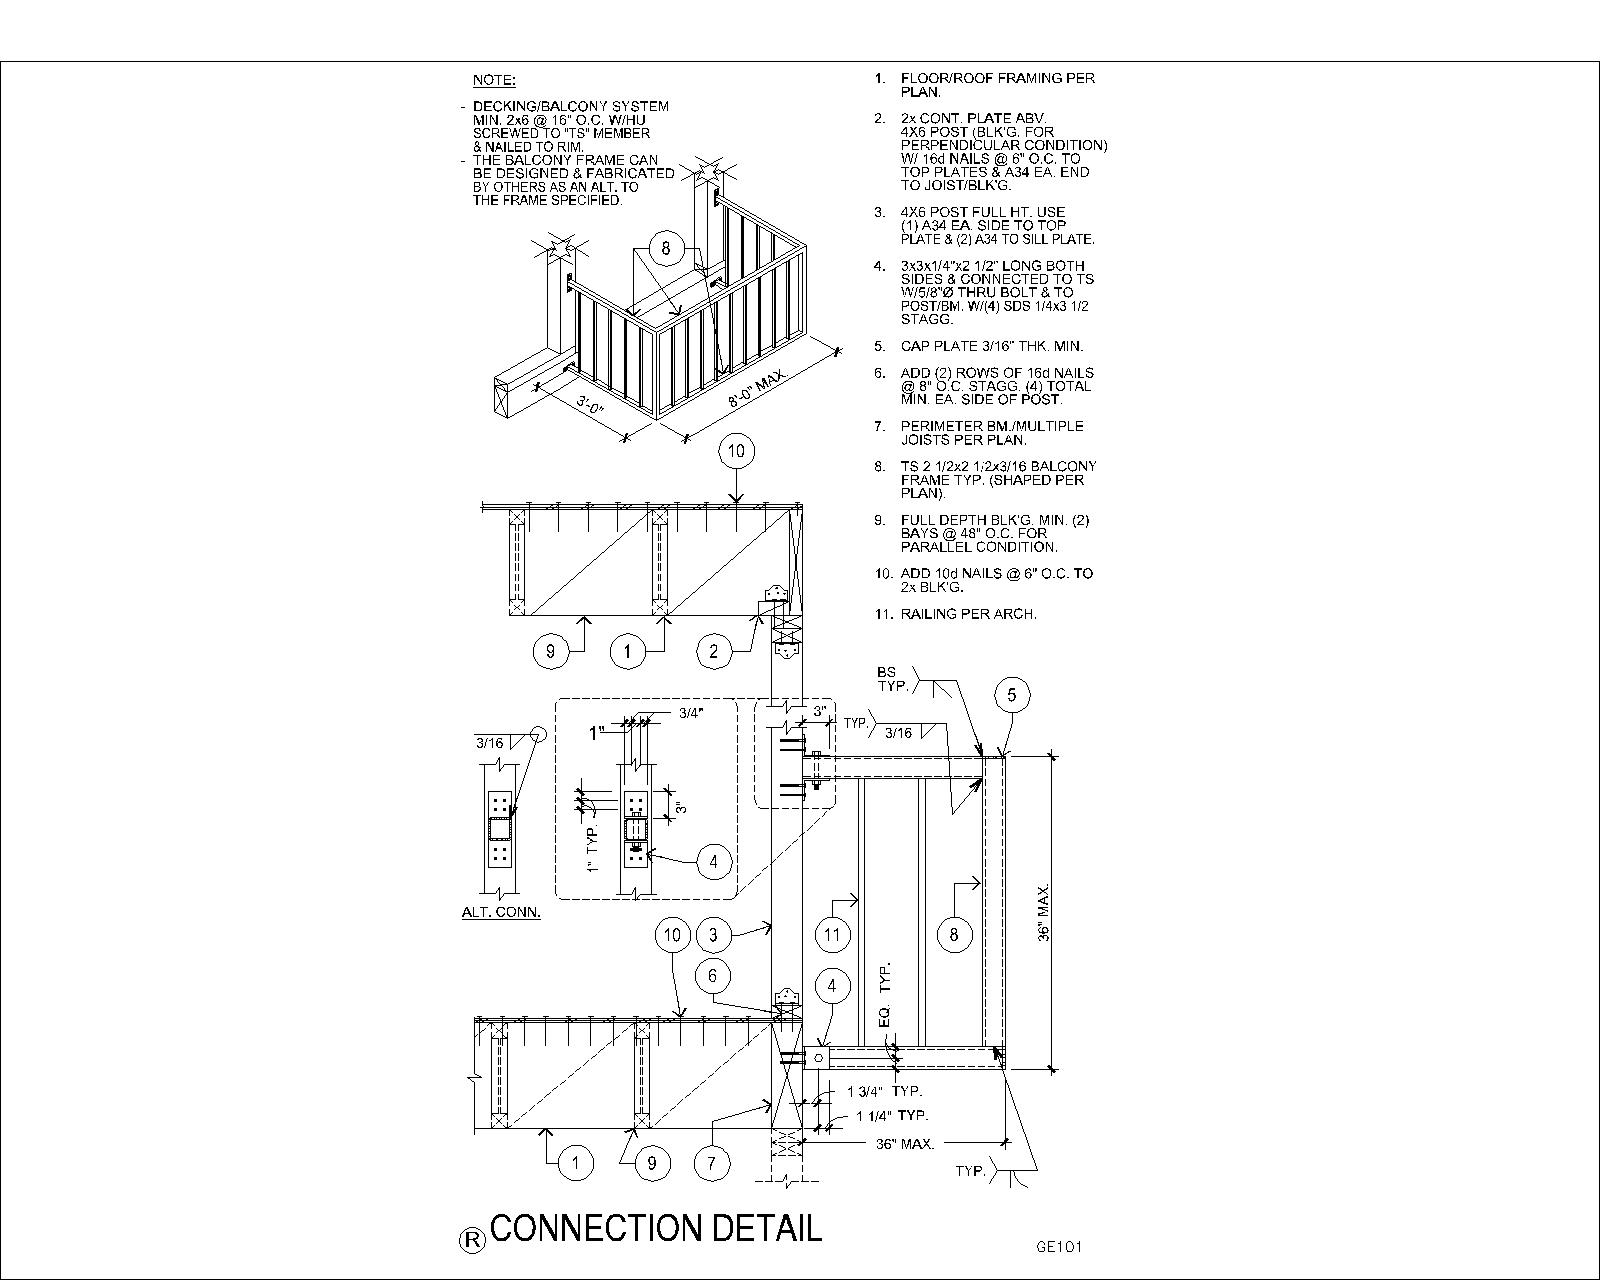 NOTE:
- DECKING/BALCONY SYSTEM
MIN. 2x6 @ 16" O.C. W/HU
SCREWED TO "TS" MEMBER
& NAILED TO RIM.
- THE BALCONY FRAME CAN
BE DESIGNED & FABRICATED
BY OTHERS AS AN ALT. TO
THE FRAME SPECIFIED.
8
3'-0"
8'-0" MAX.
1. FLOOR/ROOF FRAMING PER
PLAN.
2. 2x CONT. PLATE ABV.
4X6 POST (BLK'G. FOR
PERPENDICULAR CONDITION)
W/ 16d NAILS @ 6" O.C. TO
TOP PLATES & A34 EA. END
TO JOIST/BLK'G.
3. 4X6 POST FULL HT. USE
(1) A34 EA. SIDE TO TOP
PLATE & (2) A34 TO SILL PLATE.
4. 3x3x1/4"x2 1/2" LONG BOTH
SIDES & CONNECTED TO TS
W/5/8"Ø THRU BOLT & TO
POST/BM. W/(4) SDS 1/4x3 1/2
STAGG.
5. CAP PLATE 3/16" THK. MIN.
6. ADD (2) ROWS OF 16d NAILS
@ 8" O.C. STAGG. (4) TOTAL
MIN. EA. SIDE OF POST.
7. PERIMETER BM./MULTIPLE
JOISTS PER PLAN.
8. TS 2 1/2x2 1/2x3/16 BALCONY
FRAME TYP. (SHAPED PER
PLAN).
9. FULL DEPTH BLK'G. MIN. (2)
BAYS @ 48" O.C. FOR
PARALLEL CONDITION.
10. ADD 10d NAILS @ 6" O.C. TO
2x BLK'G.
11. RAILING PER ARCH.
10
9
1
2
BS
TYP.
5
3/4"
1"
3"
TYP.
3/16
3/16
3"
1" TYP.
4
ALT. CONN.
36" MAX.
10
3
11
8
6
4
EQ. TYP.
1 3/4" TYP.
1 1/4" TYP.
36" MAX.
1
9
7
TYP.
® CONNECTION DETAIL
GE101